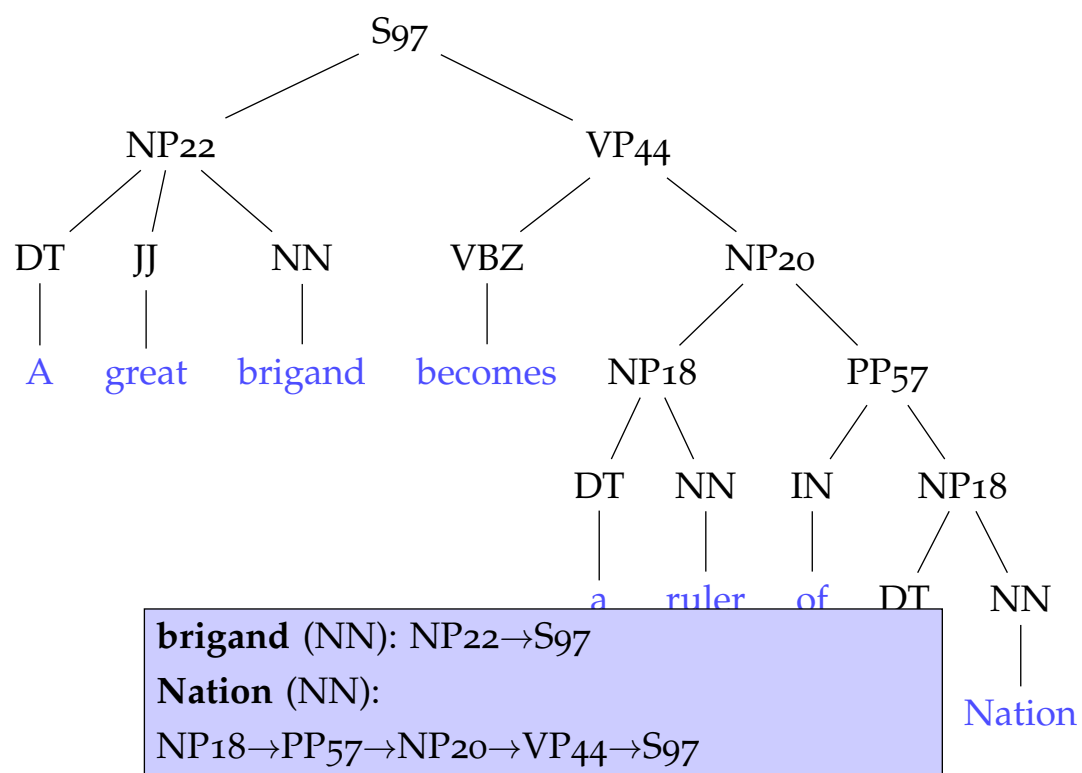 S97
NP22 VP44
DT JJ NN VBZ NP20
A great brigand becomes NP18 PP57
DT NN IN NP18
a ruler of DT NN
brigand (NN): NP22→S97
Nation (NN):
Nation
NP18→PP57→NP20→VP44→S97